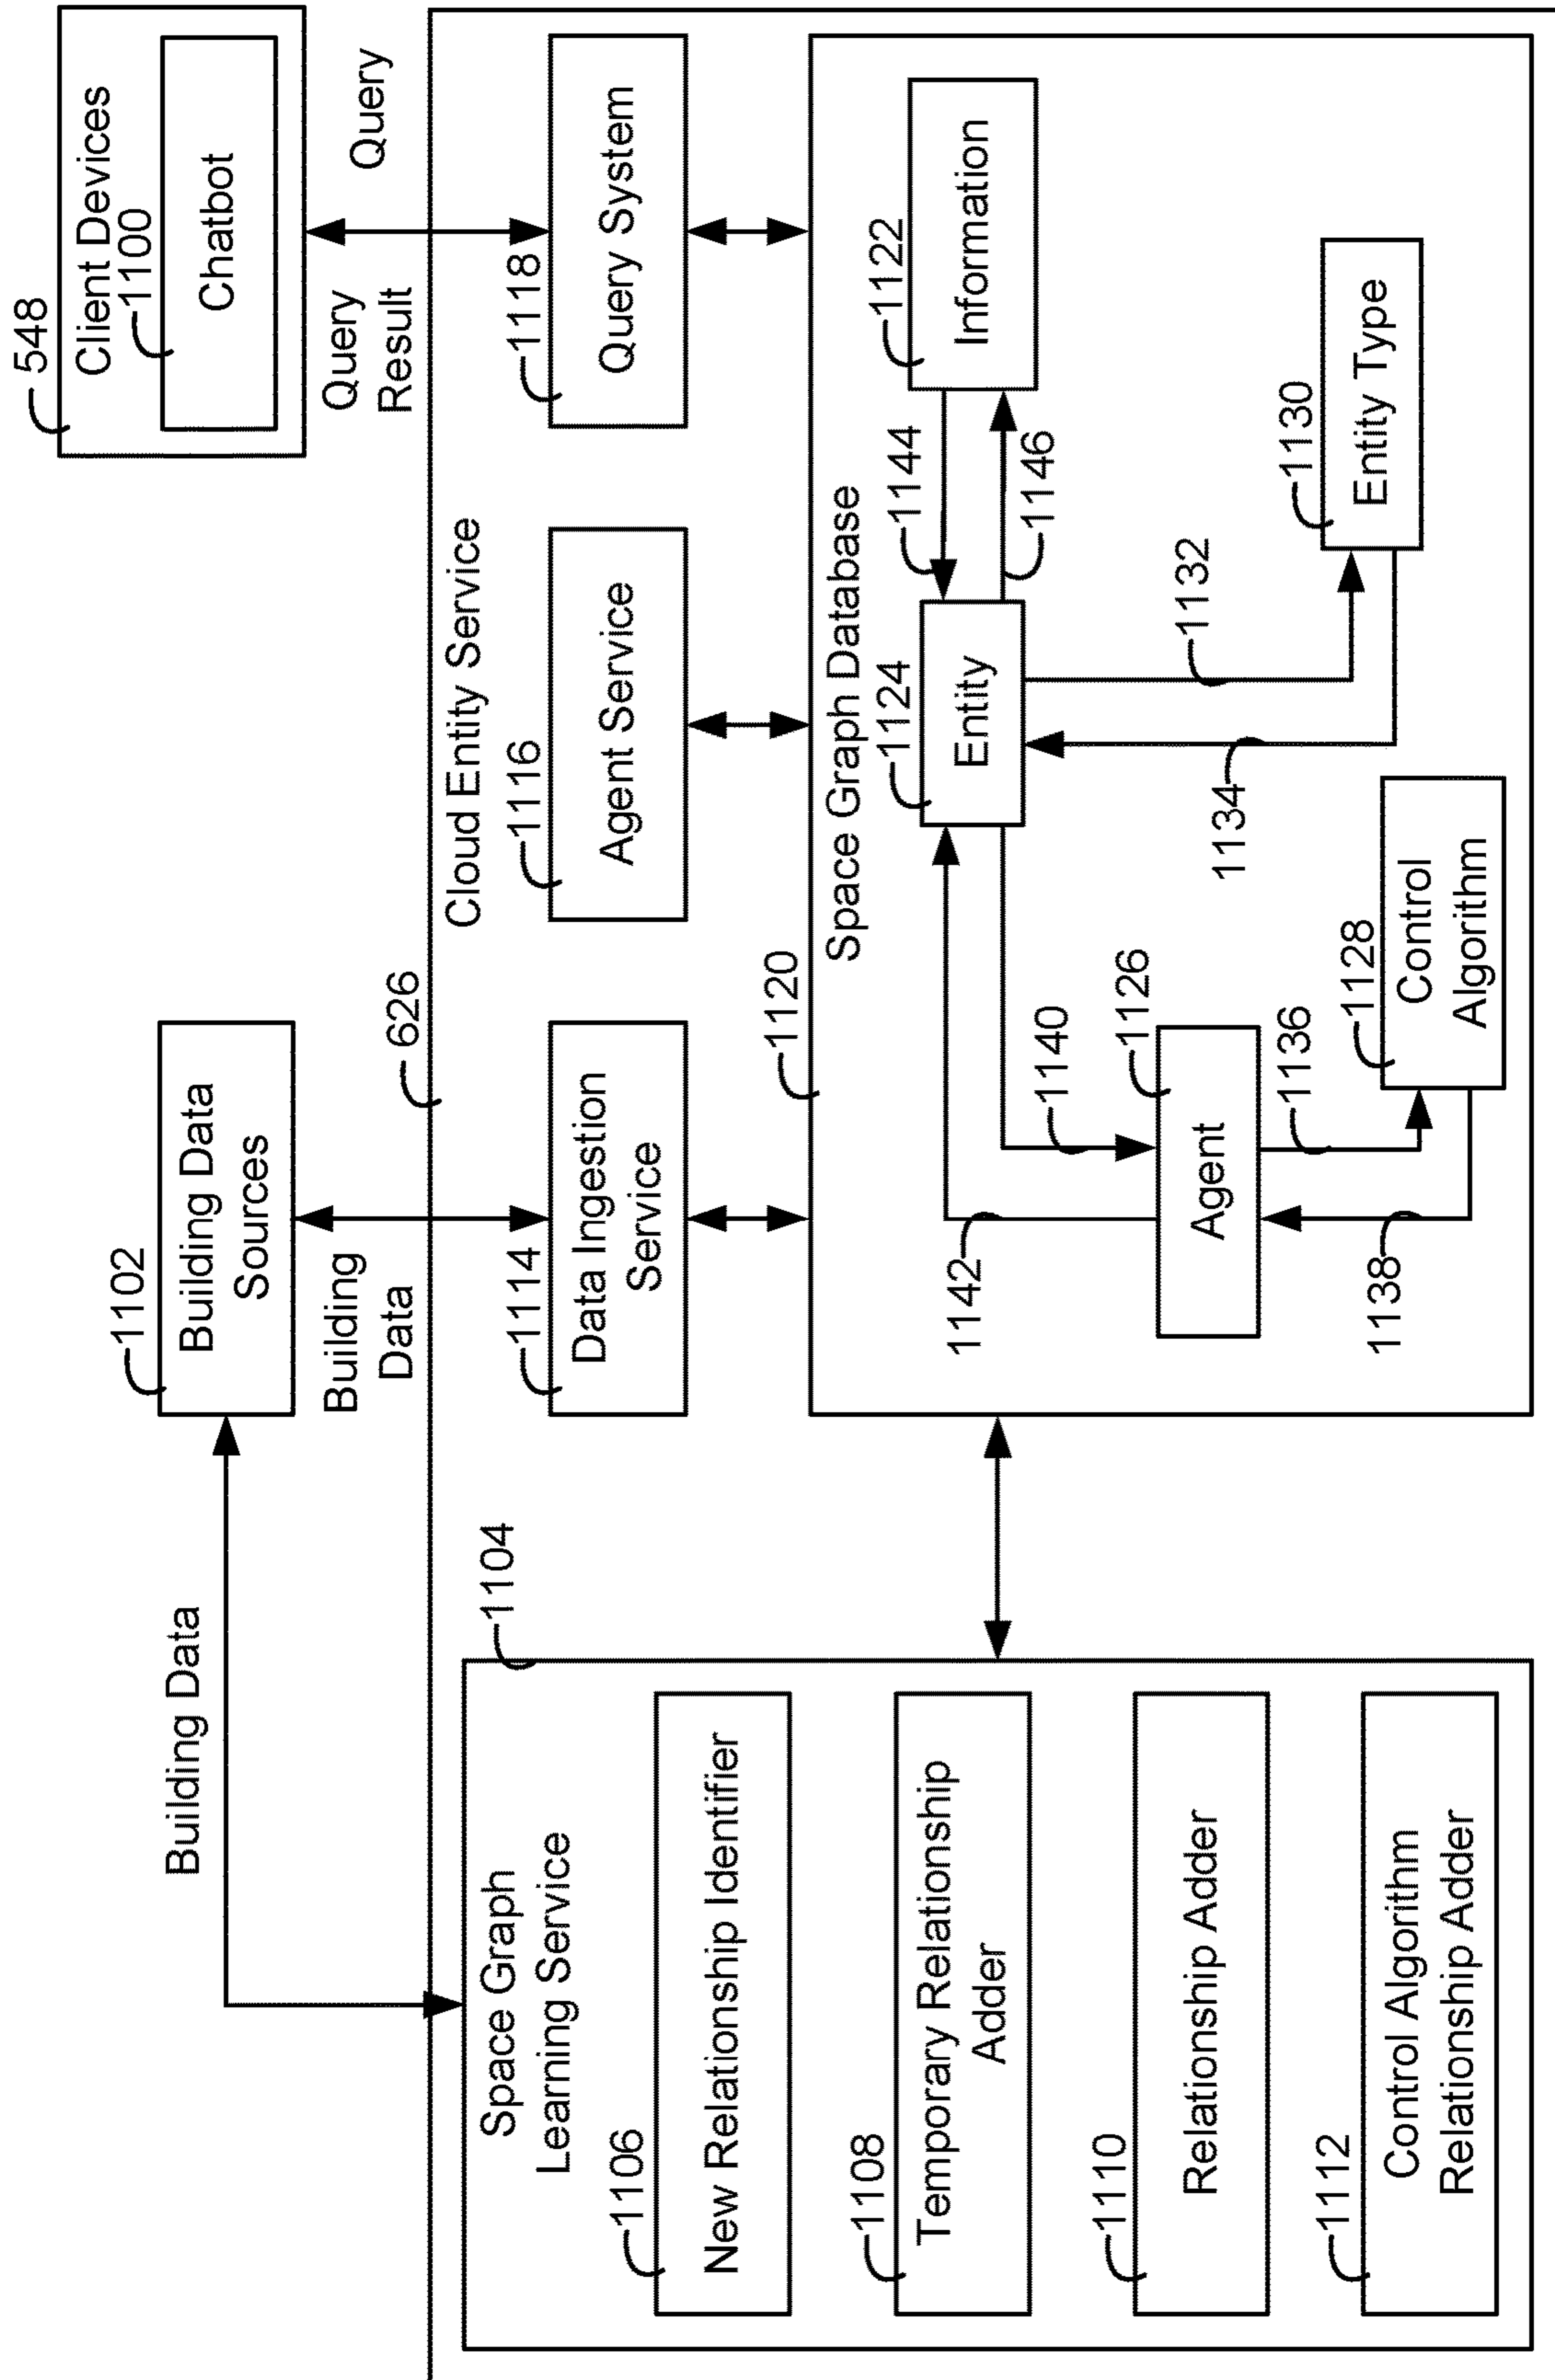 548
Client Devices
1100
Chatbot
1102
Building Data
Sources
Building Data
Building
Data
Query
Result
Query
626
Cloud Entity Service
1104
Space Graph
Learning Service
1106
New Relationship Identifier
1108
Temporary Relationship
Adder
1110
Relationship Adder
1112
Control Algorithm
Relationship Adder
1114
Data Ingestion
Service
1116
Agent Service
1118
Query System
1120
Space Graph Database
1122
Information
1124
Entity
1144
1146
1126
Agent
1140
1142
1132
1134
1130
Entity Type
1136
1138
1128
Control
Algorithm